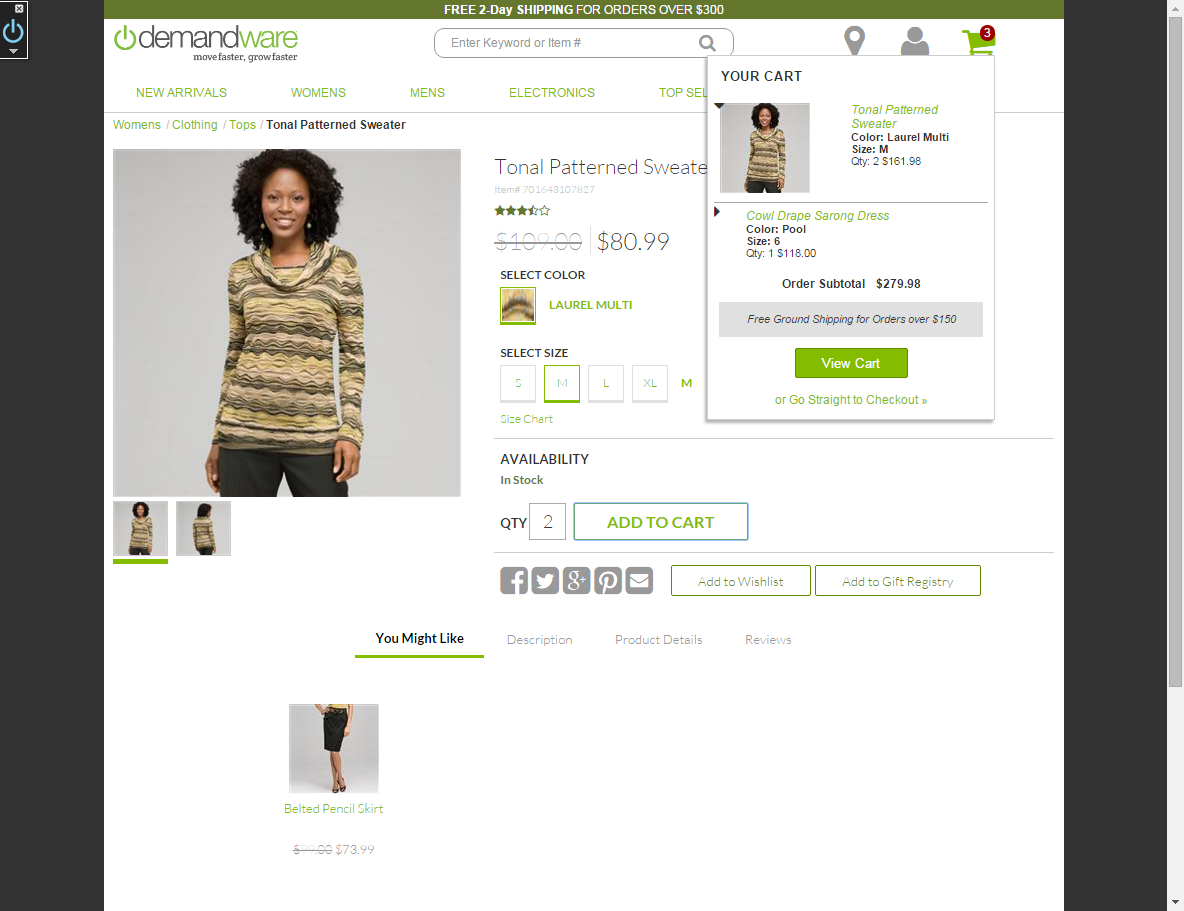 FREE 2-Day SHIPPING FOR ORDERS OVER $300
demandware
move faster, grow faster
Enter Keyword or Item #
3
NEW ARRIVALS WOMENS MENS ELECTRONICS TOP SEL
Womens / Clothing / Tops / Tonal Patterned Sweater
YOUR CART
Tonal Patterned
Sweater
Color: Laurel Multi
Size: M
Qty: 2 $161.98
Cowl Drape Sarong Dress
Color: Pool
Size: 6
Qty: 1 $118.00
Order Subtotal $279.98
Free Ground Shipping for Orders over $150
View Cart
or Go Straight to Checkout »
Tonal Patterned Sweate
Item# 701643107827
$109.00 $80.99
SELECT COLOR
LAUREL MULTI
SELECT SIZE
S M L XL M
Size Chart
AVAILABILITY
In Stock
QTY 2 ADD TO CART
Add to Wishlist Add to Gift Registry
You Might Like Description Product Details Reviews
Belted Pencil Skirt
$99.00 $73.99